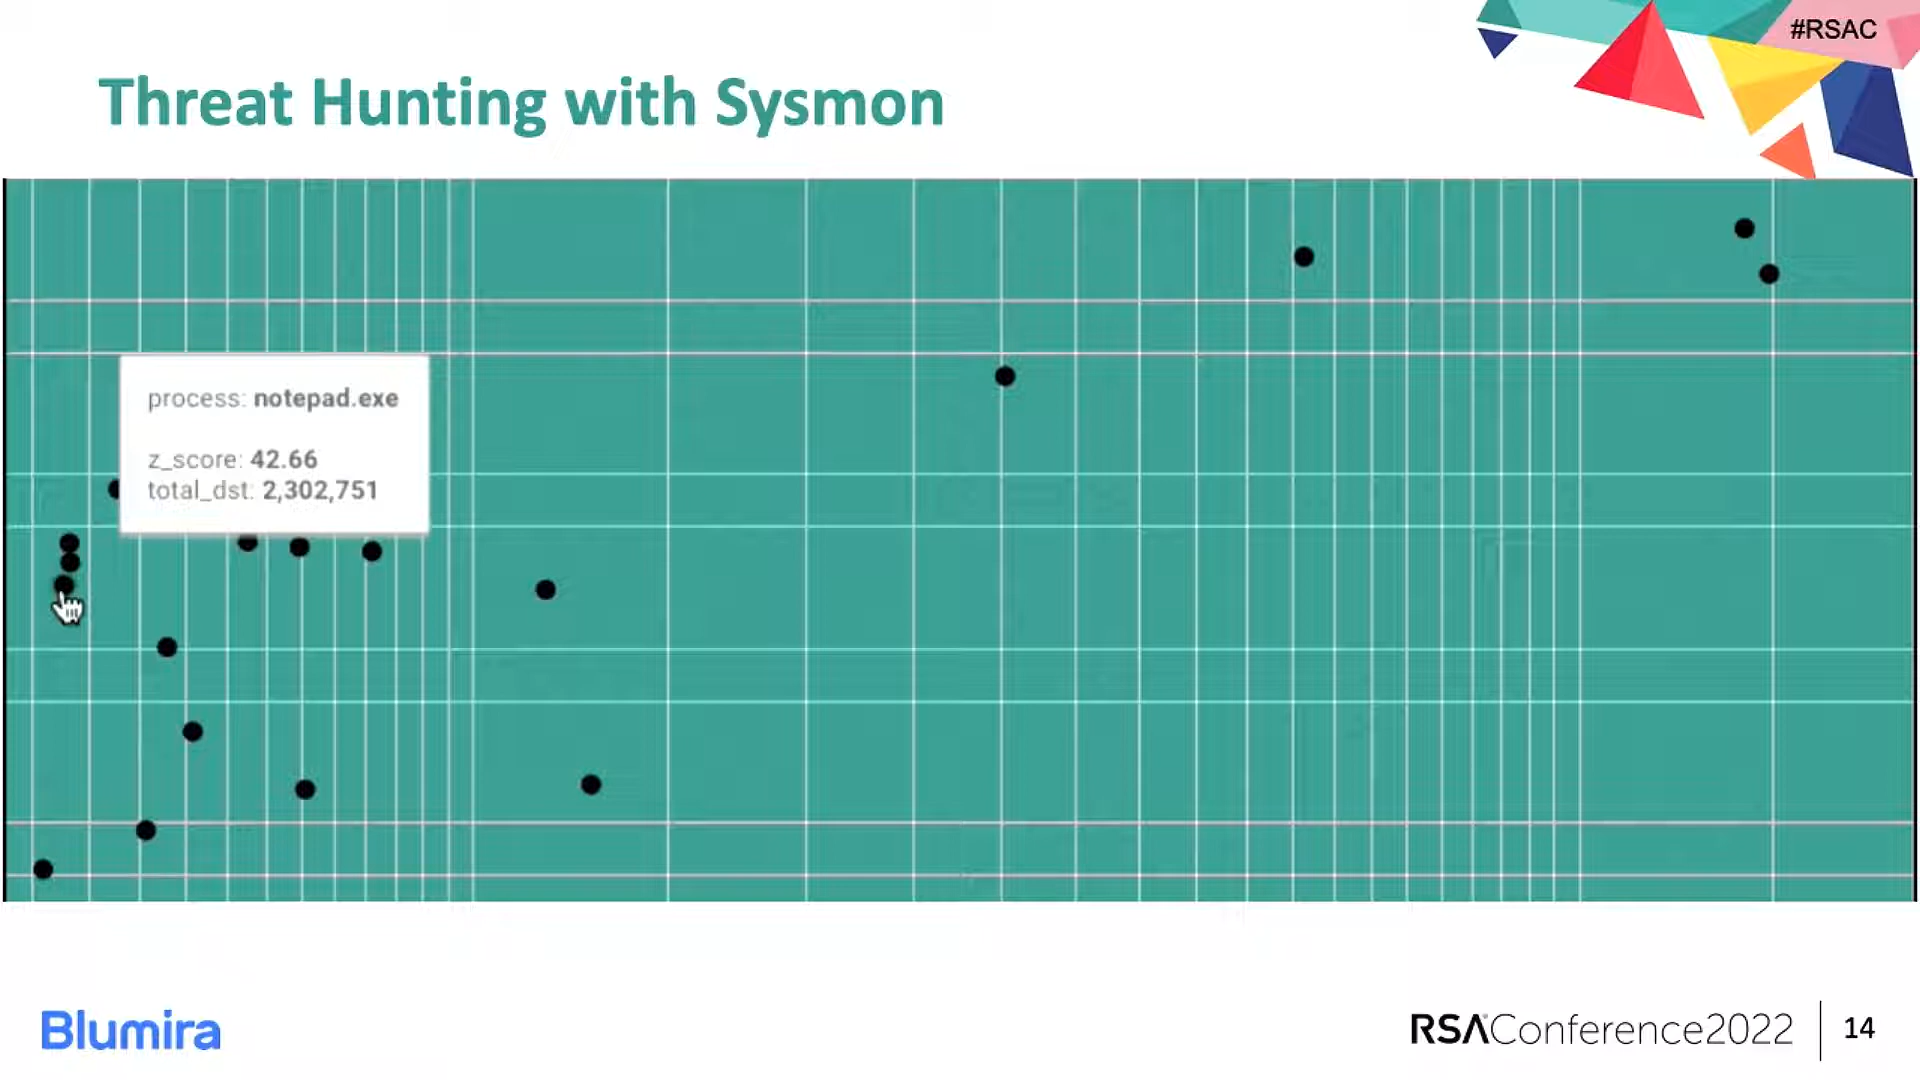 #RSAC
Threat Hunting with Sysmon
process: notepad.exe
z_score: 42.66
total_dst: 2,302,751
Blumira
RSAConference2022
14